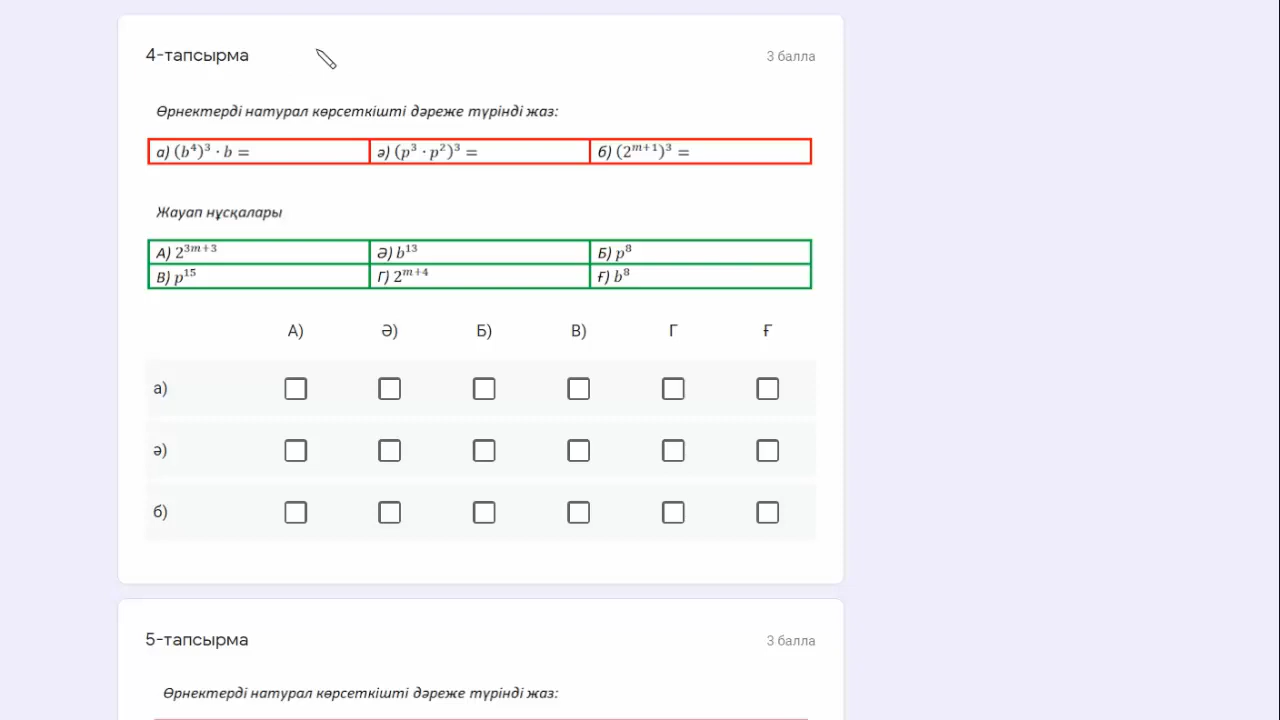 4-тапсырма
3 балла
Өрнектерді натурал көрсеткішті дәреже түрінді жаз:
а) (b⁴)³ · b = ә) (p³ · p²)³ = б) (2ᵐ⁺¹)³ =
Жауап нұсқалары
А) 2³ᵐ⁺³ Ә) b¹³ Б) p⁸
В) p¹⁵ Г) 2ᵐ⁺⁴ Ғ) b⁸
А) Ә) Б) В) Г Ғ
а)
ә)
б)
5-тапсырма
3 балла
Өрнектерді натурал көрсеткішті дәреже түрінді жаз: